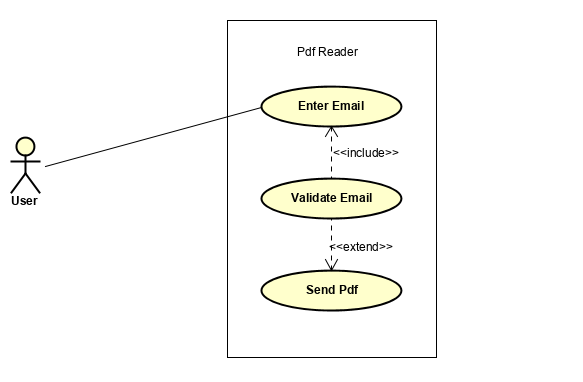 Pdf Reader
Enter Email
<<include>>
Validate Email
User
<<extend>>
Send Pdf